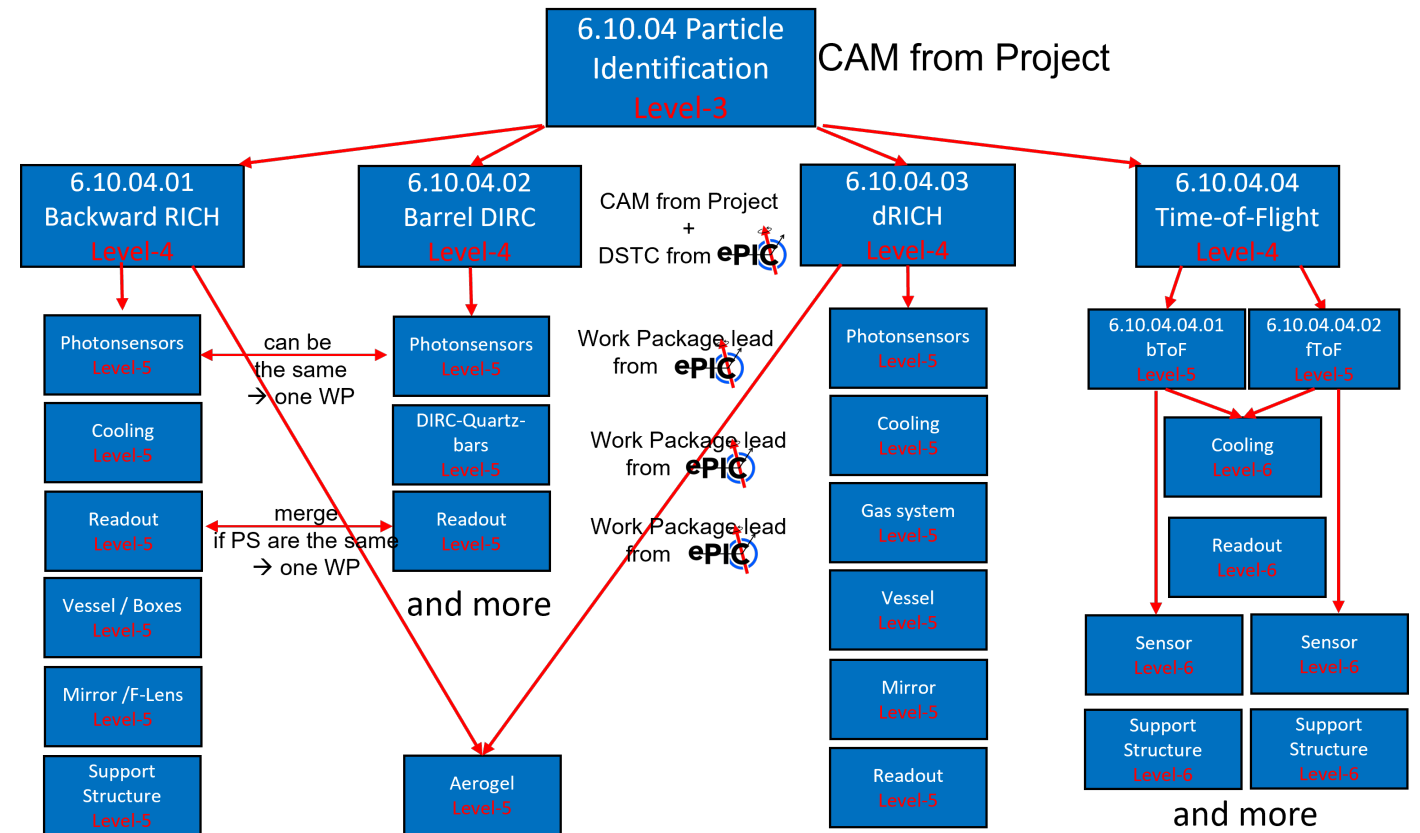 6.10.04 Particle
Identification
Level-3
CAM from Project
6.10.04.01
Backward RICH
Level-4
6.10.04.02
Barrel DIRC
Level-4
CAM from Project
+
DSTC from ePIC
6.10.04.03
dRICH
Level-4
6.10.04.04
Time-of-Flight
Level-4
Photonsensors
Level-5
can be
the same
→ one WP
Photonsensors
Level-5
Work Package lead
from ePIC
Photonsensors
Level-5
6.10.04.04.01
bToF
Level-5
6.10.04.04.02
fToF
Level-5
Cooling
Level-5
DIRC-Quartz-
bars
Level-5
Work Package lead
from ePIC
Cooling
Level-5
Cooling
Level-6
Readout
Level-5
merge
if PS are the same
→ one WP
Readout
Level-5
Work Package lead
from ePIC
Gas system
Level-5
Readout
Level-6
Vessel / Boxes
Level-5
and more
Vessel
Level-5
Sensor
Level-6
Sensor
Level-6
Mirror /F-Lens
Level-5
Mirror
Level-5
Support
Structure
Level-6
Support
Structure
Level-6
Support
Structure
Level-5
Aerogel
Level-5
Readout
Level-5
and more